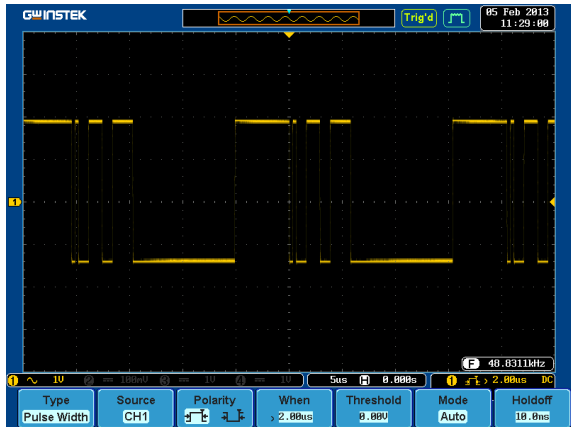 GWINSTEK
Trig'd
05 Feb 2013
11:29:00
1
F 48.8311kHz
1 1V 2 100mV 3 1V 4 1V 5us H 0.000s 1 > 2.00us DC
Type Source Polarity When Threshold Mode Holdoff
Pulse Width CH1 > 2.00us 0.00V Auto 10.0ns